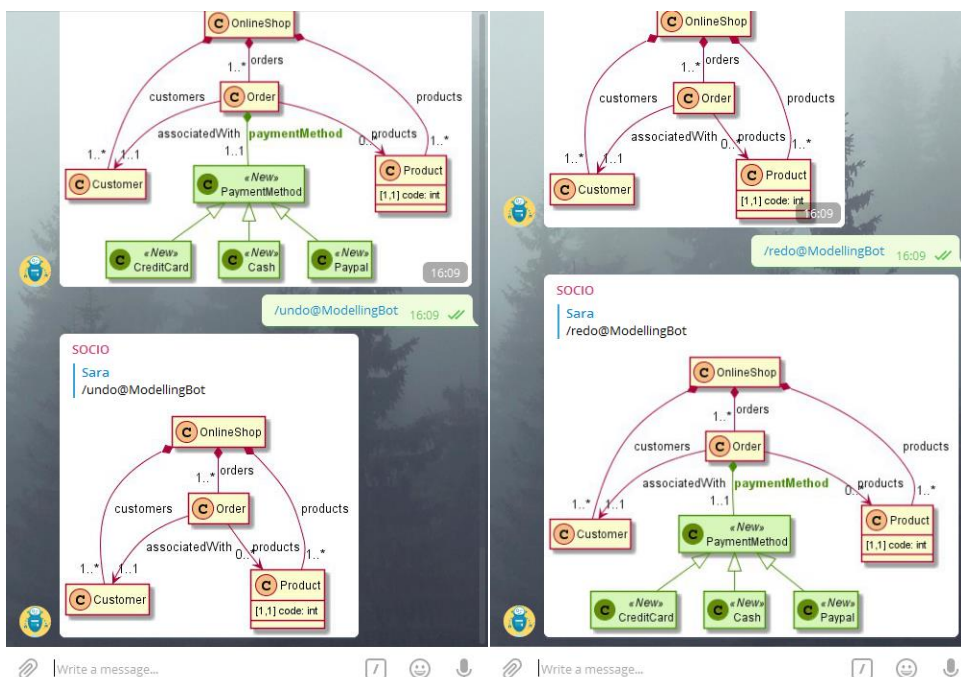 OnlineShop
1..*
orders
customers
Order
products
associatedWith
paymentMethod
0..*
products
1..*
1..1
1..1
1..*
Customer
«New»
PaymentMethod
Product
[1,1] code: int
«New»
CreditCard
«New»
Cash
«New»
Paypal
16:09
/undo@ModellingBot 16:09
SOCIO
Sara
/undo@ModellingBot
OnlineShop
1..*
orders
customers
Order
products
associatedWith
0..*
products
1..*
1..1
1..*
Customer
Product
[1,1] code: int
Write a message...
OnlineShop
1..*
orders
customers
Order
products
associatedWith
0..*
products
1..*
1..1
1..*
Customer
Product
[1,1] code: int
16:09
/redo@ModellingBot 16:09
SOCIO
Sara
/redo@ModellingBot
OnlineShop
1..*
orders
customers
Order
products
associatedWith
paymentMethod
0..*
products
1..*
1..1
1..1
1..*
Customer
«New»
PaymentMethod
Product
[1,1] code: int
«New»
CreditCard
«New»
Cash
«New»
Paypal
Write a message...